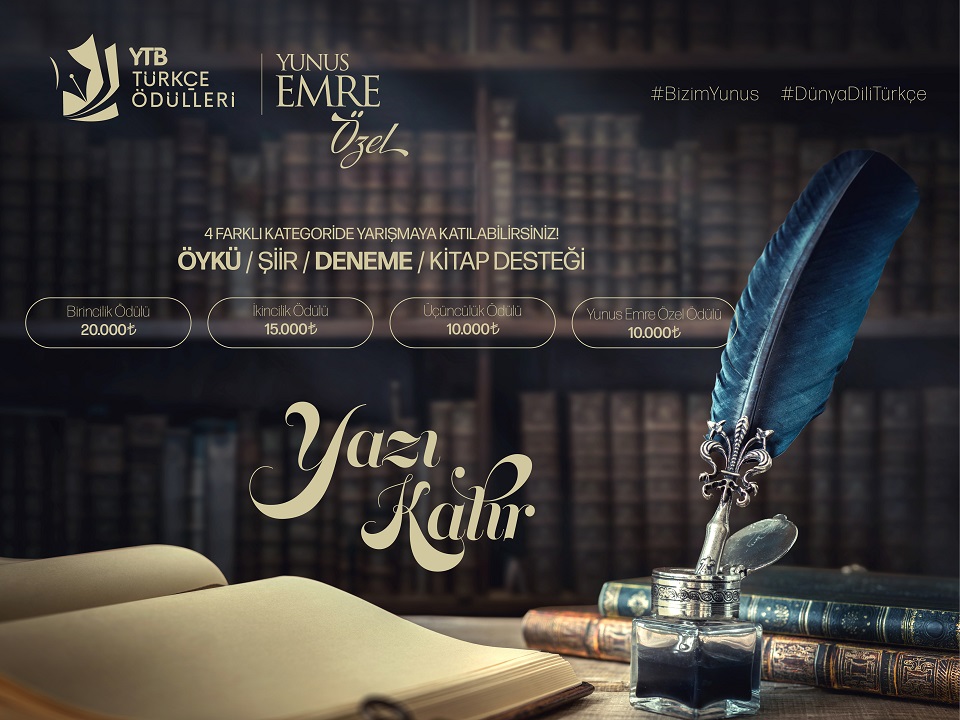 YTB
TÜRKÇE
ÖDÜLLERİ
YUNUS
EMRE
Özel
#BizimYunus #DünyaDiliTürkçe
4 FARKLI KATEGORİDE YARIŞMAYA KATILABİLİRSİNİZ!
ÖYKÜ / ŞİİR / DENEME / KİTAP DESTEĞİ
Birincilik Ödülü
20.000₺
İkincilik Ödülü
15.000₺
Üçüncülük Ödülü
10.000₺
Yunus Emre Özel Ödülü
10.000₺
Yazı
Kalır